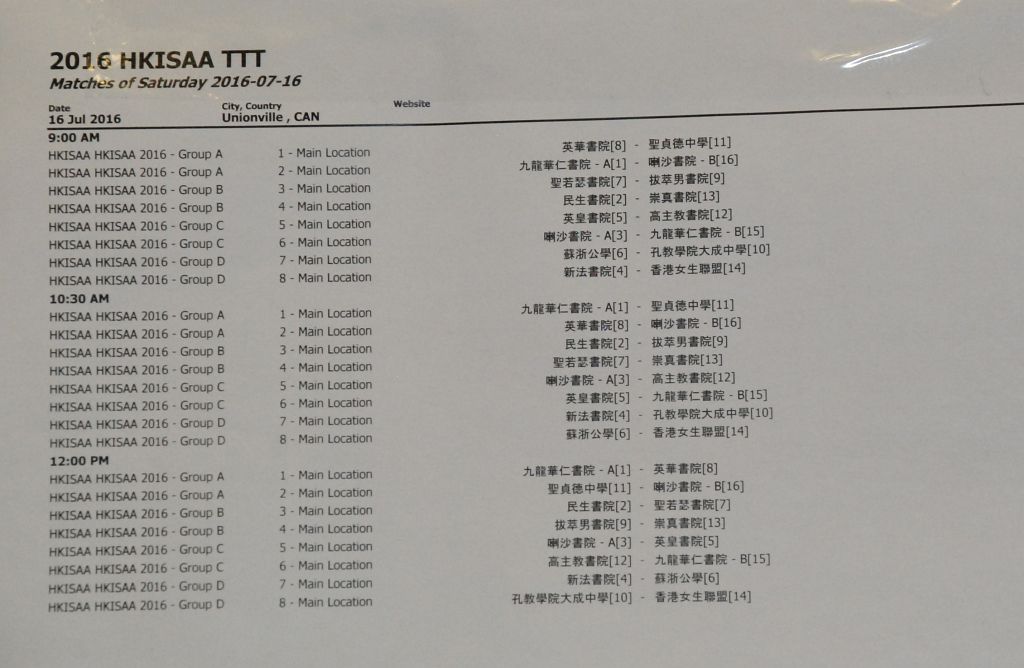 2016 HKISAA TTT
Matches of Saturday 2016-07-16
Date City, Country Website
16 Jul 2016 Unionville , CAN
9:00 AM
HKISAA HKISAA 2016 - Group A 1 - Main Location 英華書院[8] - 聖貞德中學[11]
HKISAA HKISAA 2016 - Group A 2 - Main Location 九龍華仁書院 - A[1] - 喇沙書院 - B[16]
HKISAA HKISAA 2016 - Group B 3 - Main Location 聖若瑟書院[7] - 拔萃男書院[9]
HKISAA HKISAA 2016 - Group B 4 - Main Location 民生書院[2] - 崇真書院[13]
HKISAA HKISAA 2016 - Group C 5 - Main Location 英皇書院[5] - 高主教書院[12]
HKISAA HKISAA 2016 - Group C 6 - Main Location 喇沙書院 - A[3] - 九龍華仁書院 - B[15]
HKISAA HKISAA 2016 - Group D 7 - Main Location 蘇浙公學[6] - 孔教學院大成中學[10]
HKISAA HKISAA 2016 - Group D 8 - Main Location 新法書院[4] - 香港女生聯盟[14]
10:30 AM
HKISAA HKISAA 2016 - Group A 1 - Main Location 九龍華仁書院 - A[1] - 聖貞德中學[11]
HKISAA HKISAA 2016 - Group A 2 - Main Location 英華書院[8] - 喇沙書院 - B[16]
HKISAA HKISAA 2016 - Group B 3 - Main Location 民生書院[2] - 拔萃男書院[9]
HKISAA HKISAA 2016 - Group B 4 - Main Location 聖若瑟書院[7] - 崇真書院[13]
HKISAA HKISAA 2016 - Group C 5 - Main Location 喇沙書院 - A[3] - 高主教書院[12]
HKISAA HKISAA 2016 - Group C 6 - Main Location 英皇書院[5] - 九龍華仁書院 - B[15]
HKISAA HKISAA 2016 - Group D 7 - Main Location 新法書院[4] - 孔教學院大成中學[10]
HKISAA HKISAA 2016 - Group D 8 - Main Location 蘇浙公學[6] - 香港女生聯盟[14]
12:00 PM
HKISAA HKISAA 2016 - Group A 1 - Main Location 九龍華仁書院 - A[1] - 英華書院[8]
HKISAA HKISAA 2016 - Group A 2 - Main Location 聖貞德中學[11] - 喇沙書院 - B[16]
HKISAA HKISAA 2016 - Group B 3 - Main Location 民生書院[2] - 聖若瑟書院[7]
HKISAA HKISAA 2016 - Group B 4 - Main Location 拔萃男書院[9] - 崇真書院[13]
HKISAA HKISAA 2016 - Group C 5 - Main Location 喇沙書院 - A[3] - 英皇書院[5]
HKISAA HKISAA 2016 - Group C 6 - Main Location 高主教書院[12] - 九龍華仁書院 - B[15]
HKISAA HKISAA 2016 - Group D 7 - Main Location 新法書院[4] - 蘇浙公學[6]
HKISAA HKISAA 2016 - Group D 8 - Main Location 孔教學院大成中學[10] - 香港女生聯盟[14]